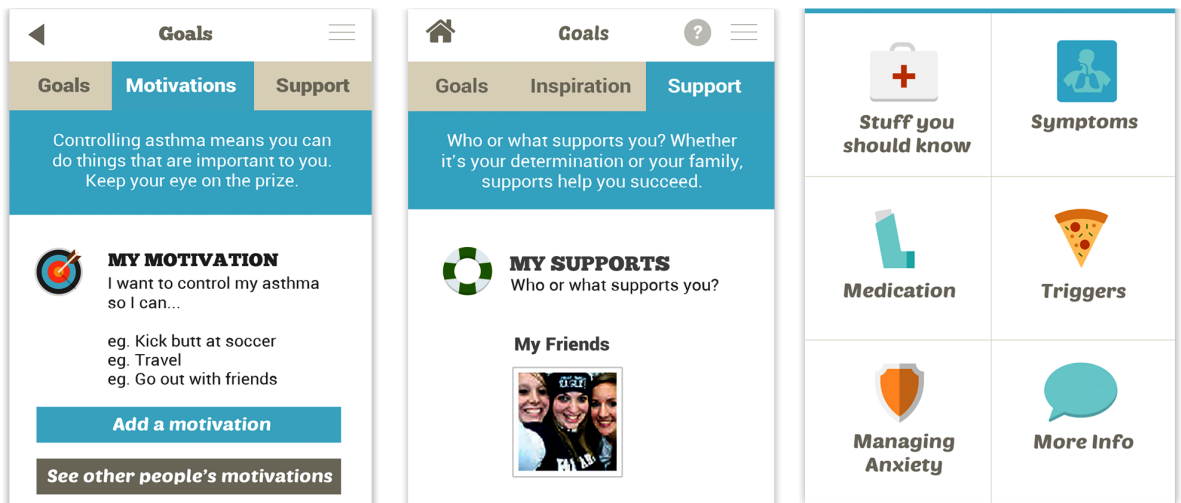 Goals
Goals
Motivations
Support
Controlling asthma means you can
do things that are important to you.
Keep your eye on the prize.
MY MOTIVATION
I want to control my asthma
so I can...
eg. Kick butt at soccer
eg. Travel
eg. Go out with friends
Add a motivation
See other people's motivations
Goals
?
Goals
Inspiration
Support
Who or what supports you? Whether
it's your determination or your family,
supports help you succeed.
MY SUPPORTS
Who or what supports you?
My Friends
Stuff you
should know
Symptoms
Medication
Triggers
Managing
Anxiety
More Info